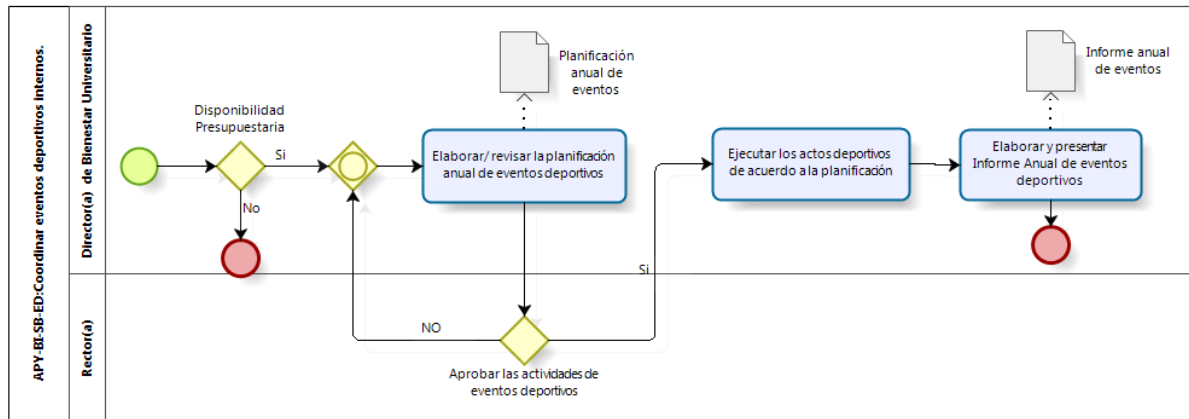 APY-BI-SB-ED:Coordinar eventos deportivos internos.
Director(a) de Bienestar Universitario
Rector(a)
Disponibilidad
Presupuestaria
Si
No
Planificación
anual de
eventos
Elaborar/ revisar la planificación
anual de eventos deportivos
NO
Aprobar las actividades de
eventos deportivos
Si
Ejecutar los actos deportivos
de acuerdo a la planificación
Informe anual
de eventos
Elaborar y presentar
Informe Anual de eventos
deportivos